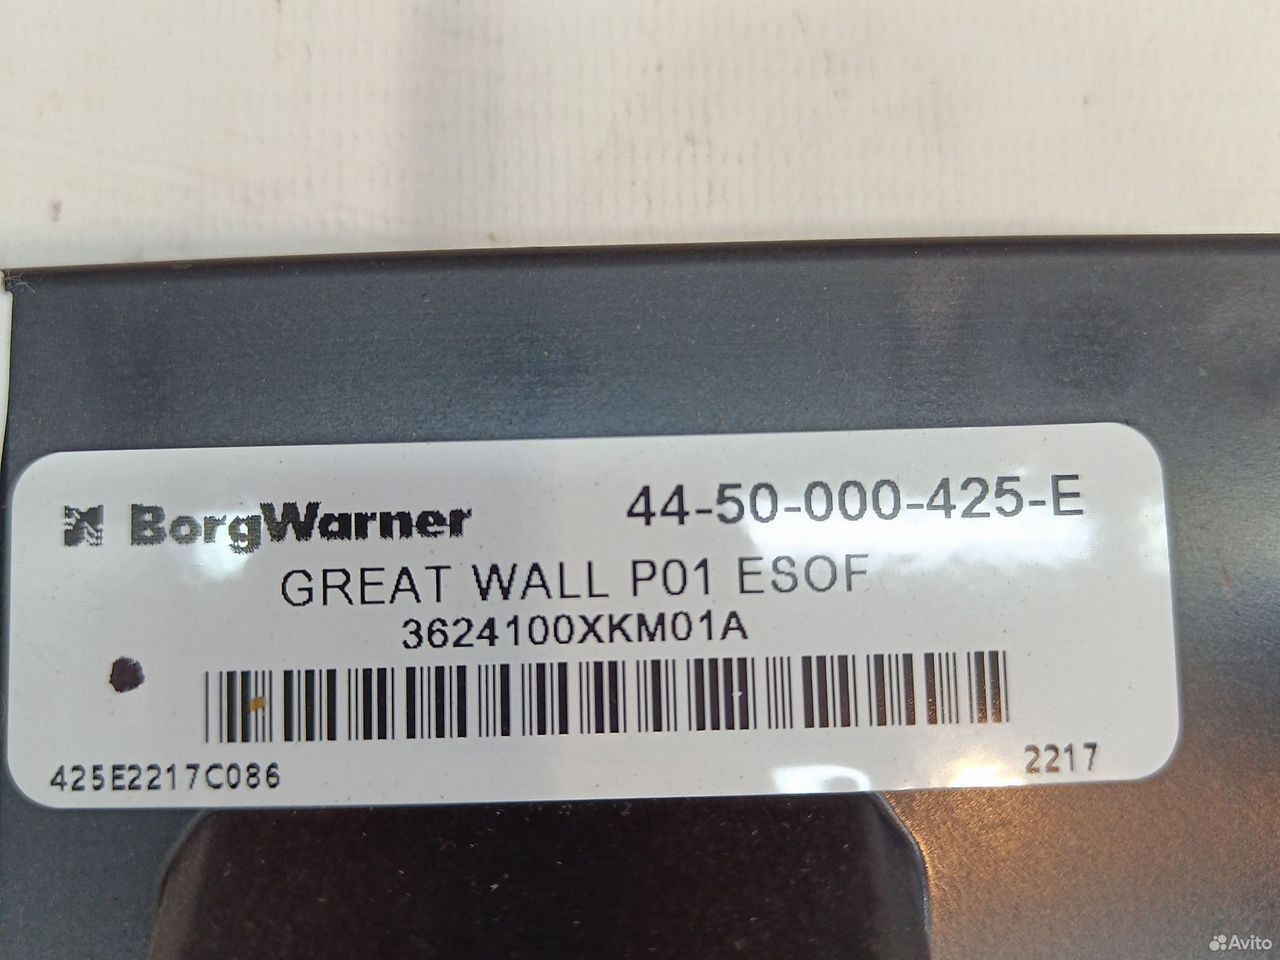 BorgWarner 44-50-000-425-E
GREAT WALL P01 ESOF
3624100XKM01A
425E2217C086 2217
Avito